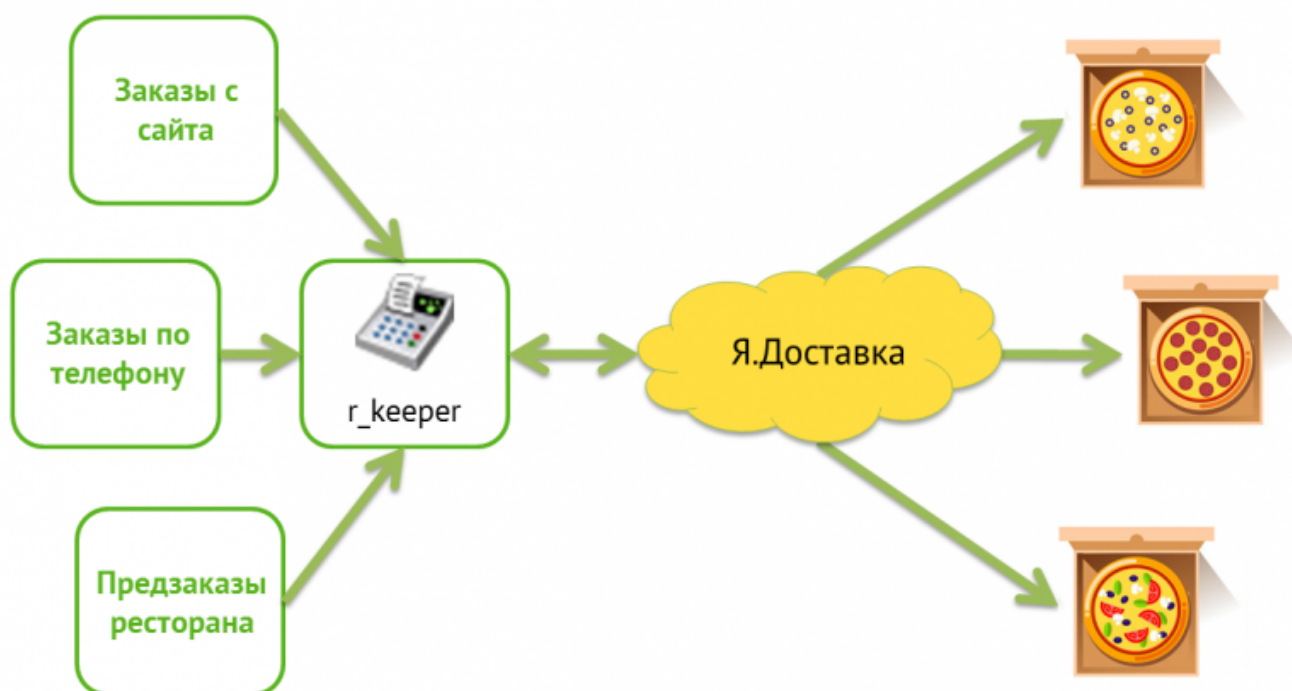 Заказы с
сайта
Заказы по
телефону
r_keeper
Я.Доставка
Предзаказы
ресторана